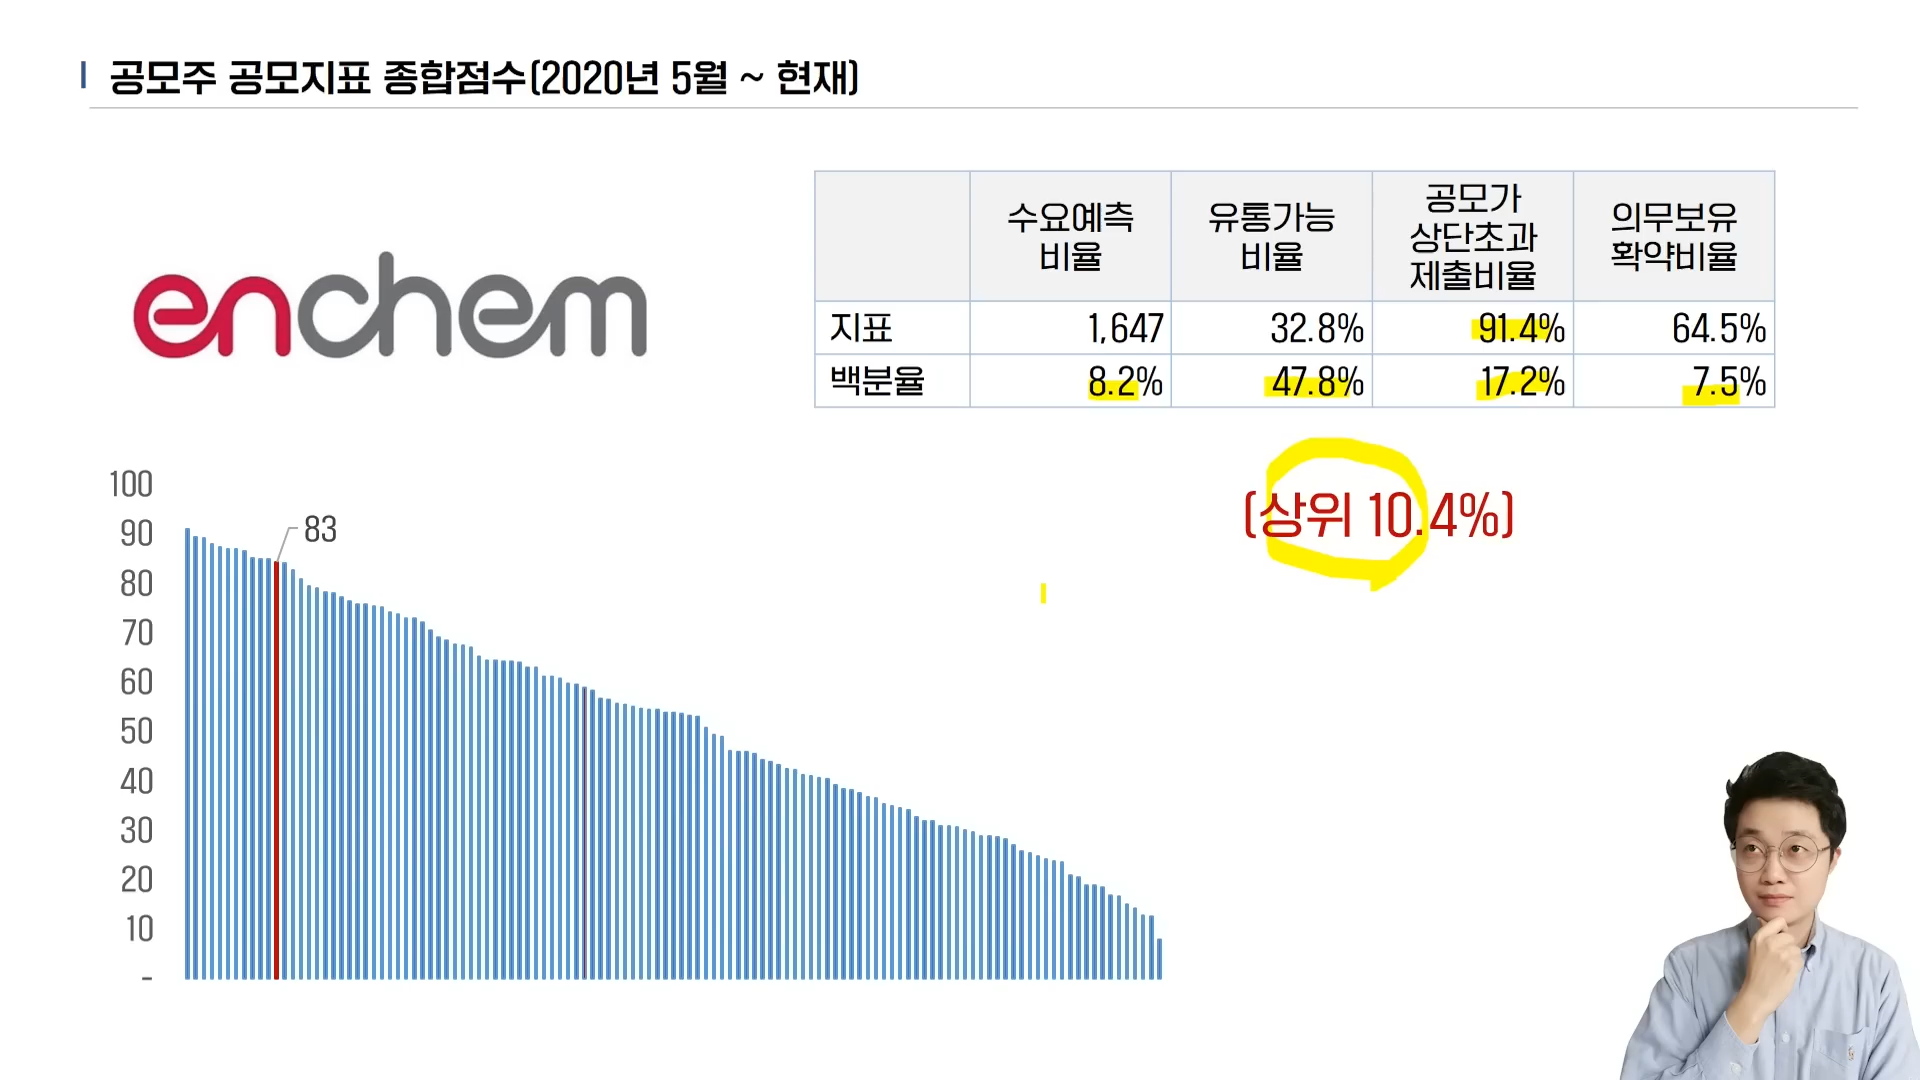 공모주 공모지표 종합점수(2020년 5월 ~ 현재)
enchem
수요예측
비율
유통가능
비율
공모가
상단초과
제출비율
의무보유
확약비율
지표 1,647 32.8% 91.4% 64.5%
백분율 8.2% 47.8% 17.2% 7.5%
(상위 10.4%)
100
90
80
70
60
50
40
30
20
10
-
83